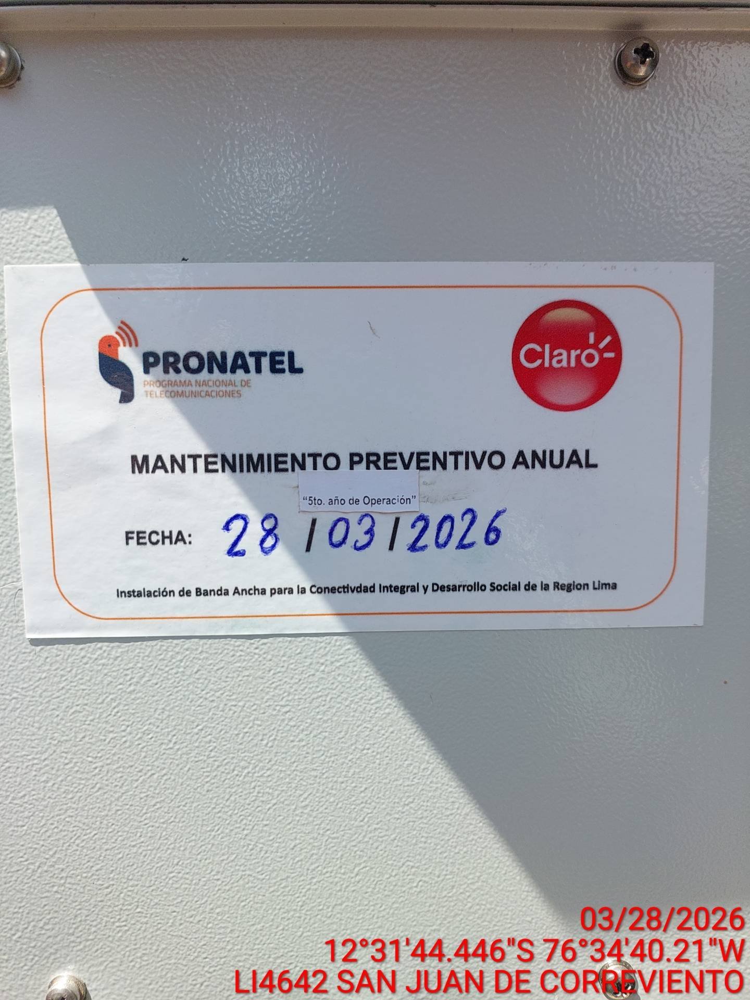 PRONATEL
PROGRAMA NACIONAL DE
TELECOMUNICACIONES
Claro
MANTENIMIENTO PREVENTIVO ANUAL
“5to. año de Operación”
FECHA: 28 / 03 / 2026
Instalación de Banda Ancha para la Conectivdad Integral y Desarrollo Social de la Region Lima
03/28/2026
12°31'44.446"S 76°34'40.21"W
LI4642 SAN JUAN DE CORREVIENTO